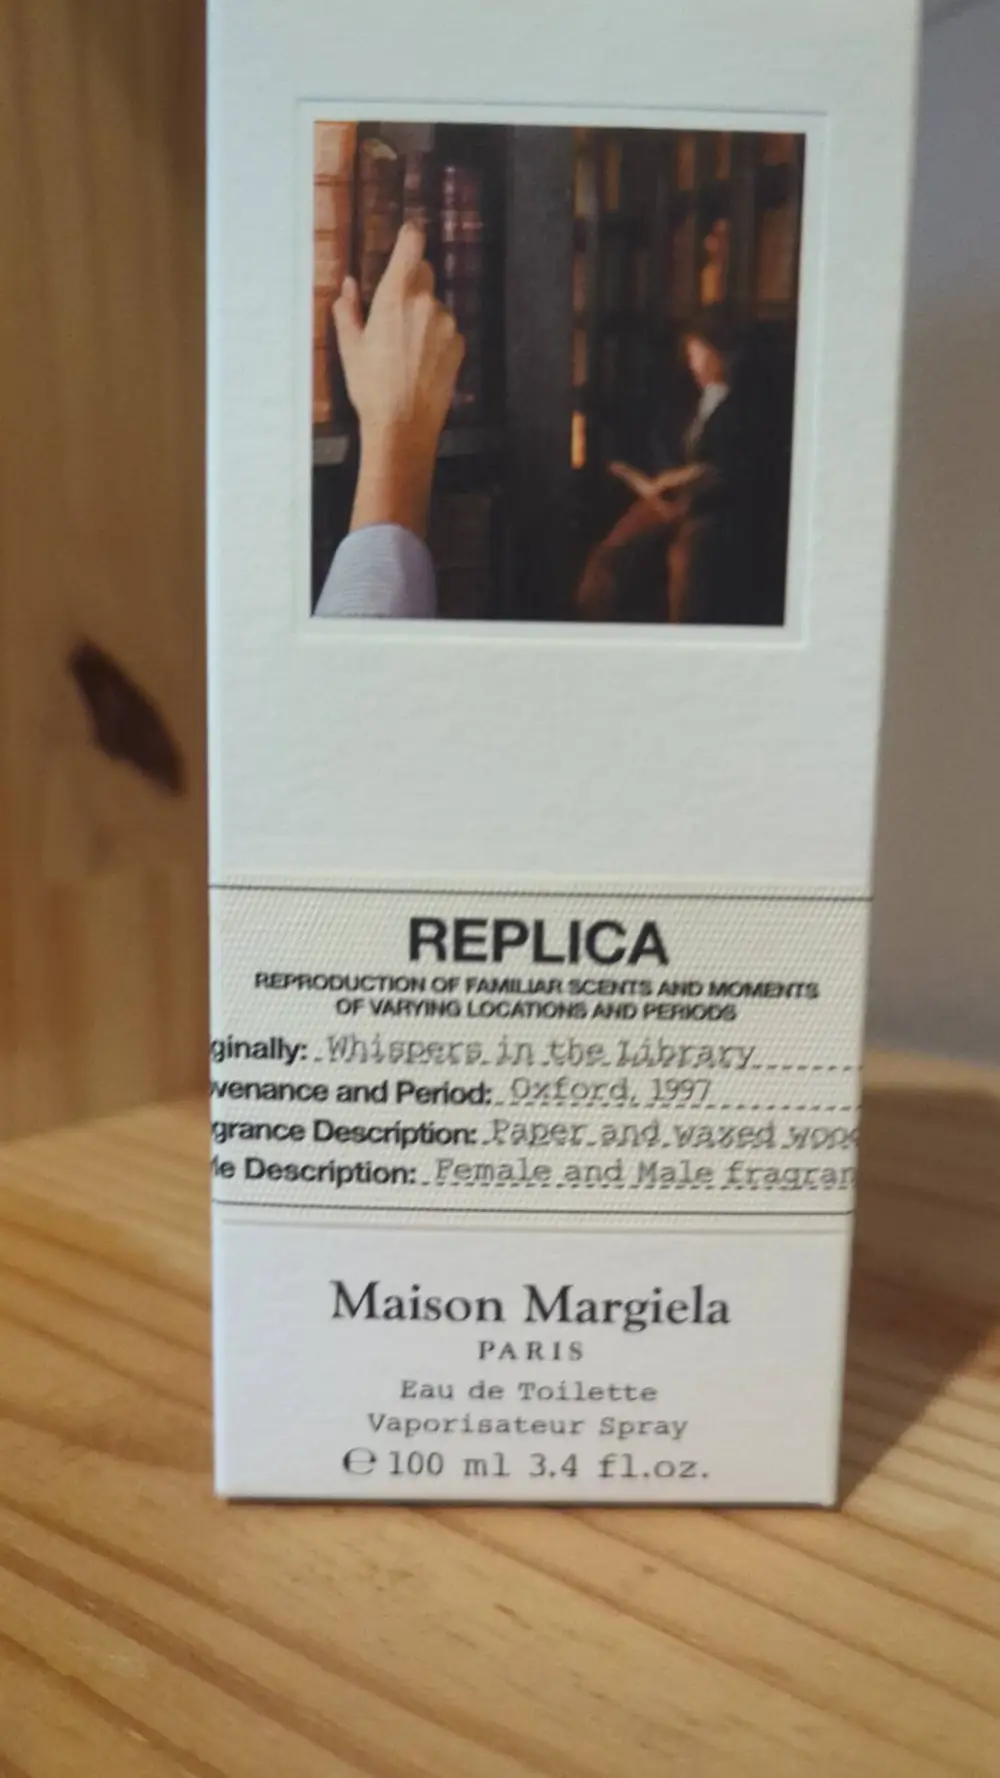 REPLICA
REPRODUCTION OF FAMILIAR SCENTS AND MOMENTS
OF VARYING LOCATIONS AND PERIODS
ginally: Whispers in the Library
venance and Period: Oxford, 1997
grance Description: Paper and waxed wood
le Description: Female and Male fragran
Maison Margiela
PARIS
Eau de Toilette
Vaporisateur Spray
℮ 100 ml 3.4 fl.oz.